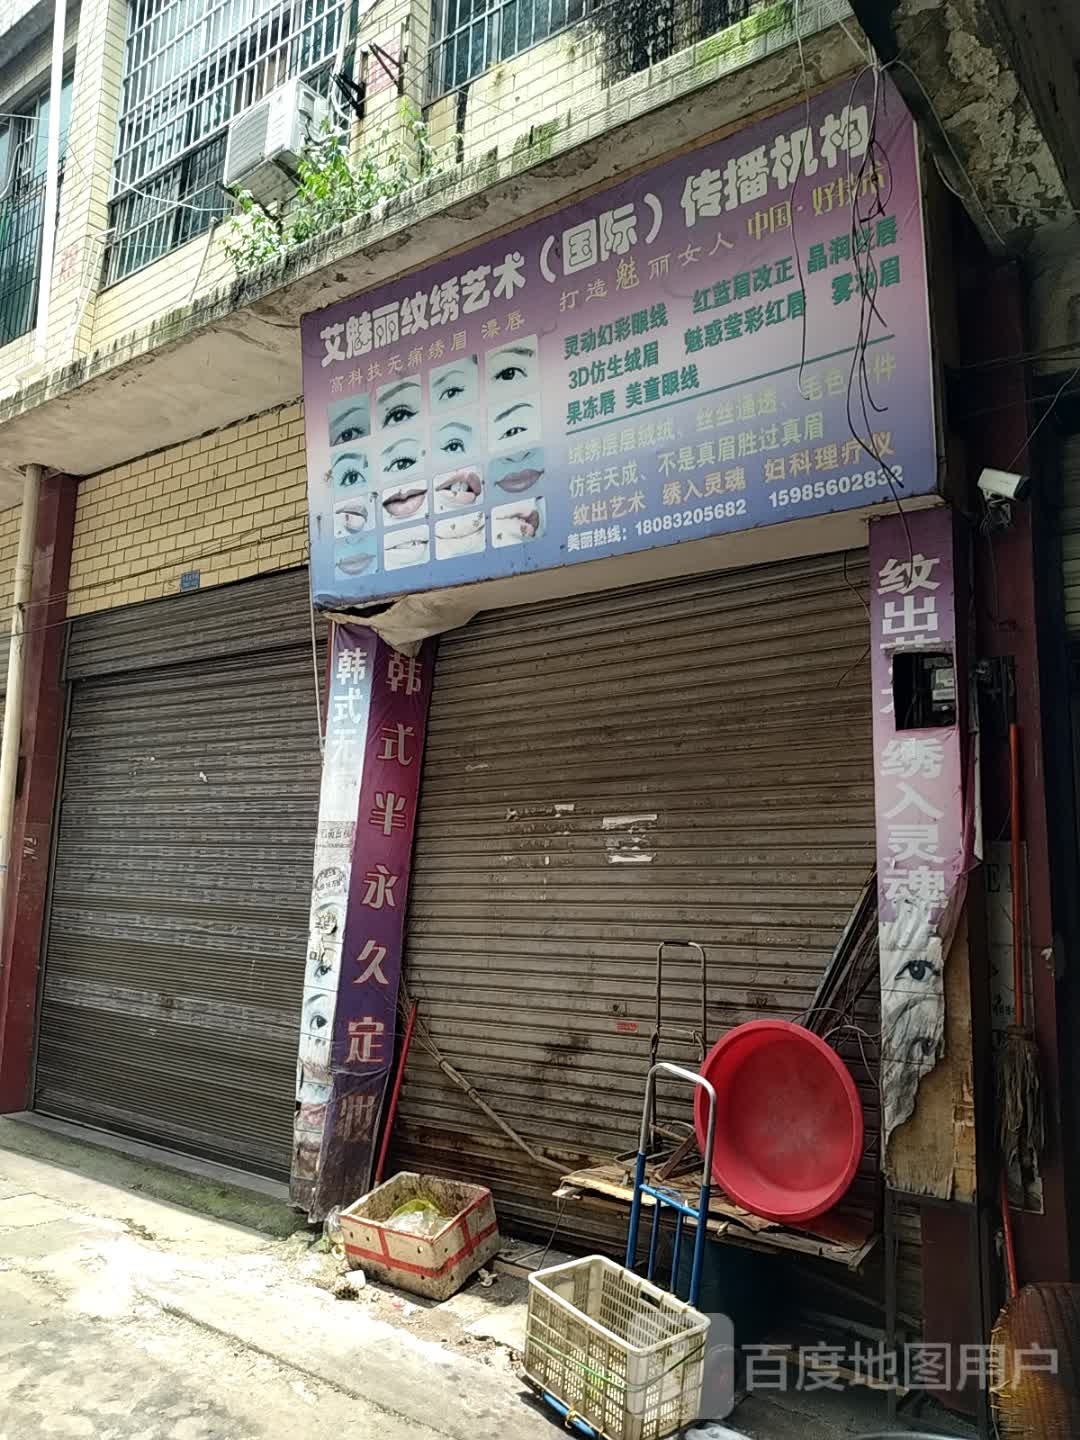 艾魅丽纹绣艺术（国际）传播机构
高科技无痛绣眉 漂唇 打造魅丽女人 中国·好技术
灵动幻彩眼线 红蓝眉改正 晶润 唇
3D仿生绒眉 魅惑莹彩红唇 雾 眉
果冻唇 美童眼线
绒绣层层绒绒、丝丝通透、毛色 件
仿若天成、不是真眉胜过真眉
纹出艺术 绣入灵魂 妇科理疗仪
美丽热线：18083205682 15985602832
韩式无
韩式半永久定妆
纹出艺 绣入灵魂
百度地图用户